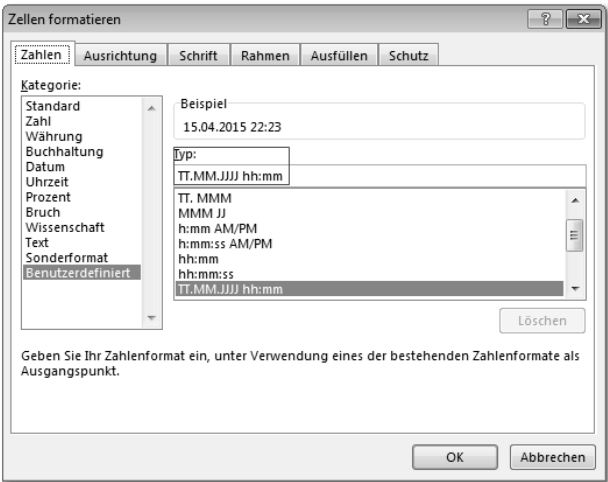 Zellen formatieren
Zahlen Ausrichtung Schrift Rahmen Ausfüllen Schutz
Kategorie:
Standard
Zahl
Währung
Buchhaltung
Datum
Uhrzeit
Prozent
Bruch
Wissenschaft
Text
Sonderformat
Benutzerdefiniert
Beispiel
15.04.2015 22:23
Typ:
TT.MM.JJJJ hh:mm
TT. MMM
MMM JJ
h:mm AM/PM
h:mm:ss AM/PM
hh:mm
hh:mm:ss
TT.MM.JJJJ hh:mm
Löschen
Geben Sie Ihr Zahlenformat ein, unter Verwendung eines der bestehenden Zahlenformate als
Ausgangspunkt.
OK Abbrechen